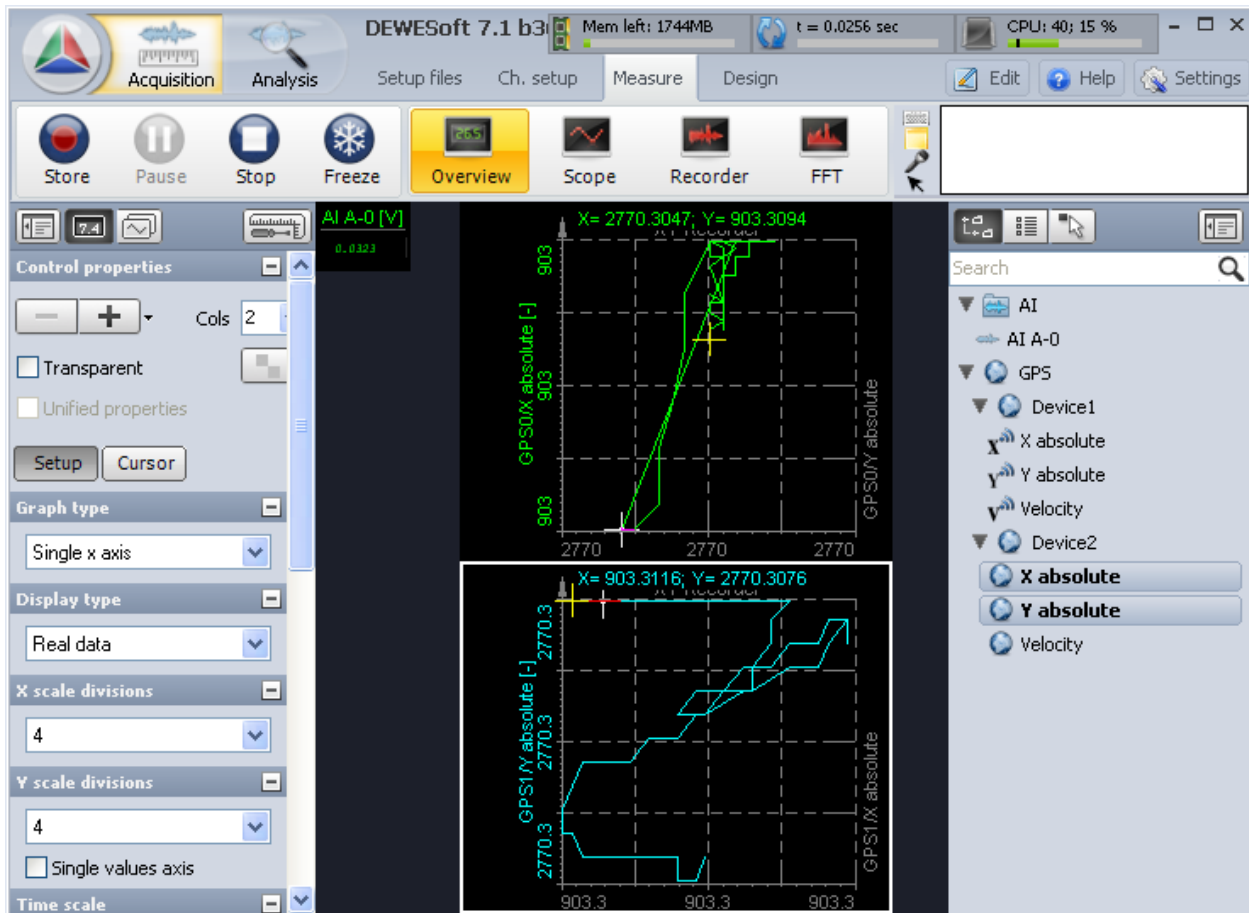 DEWESoft 7.1 b3
Mem left: 1744MB
t = 0.0256 sec
CPU: 40; 15 %
Acquisition
Analysis
Setup files
Ch. setup
Measure
Design
Edit
Help
Settings
Store
Pause
Stop
Freeze
Overview
Scope
Recorder
FFT
7.4
Control properties
Cols 2
Transparent
Unified properties
Setup
Cursor
Graph type
Single x axis
Display type
Real data
X scale divisions
4
Y scale divisions
4
Single values axis
Time scale
AI A-0 [V]
0.0323
X= 2770.3047; Y= 903.3094
903
903
903
GPS0/X absolute [-]
GPS0/Y absolute
2770
2770
2770
X= 903.3116; Y= 2770.3076
2770.3
2770.3
2770.3
GPS1/Y absolute [-]
GPS1/X absolute
903.3
903.3
903.3
Search
AI
AI A-0
GPS
Device1
X absolute
Y absolute
Velocity
Device2
X absolute
Y absolute
Velocity